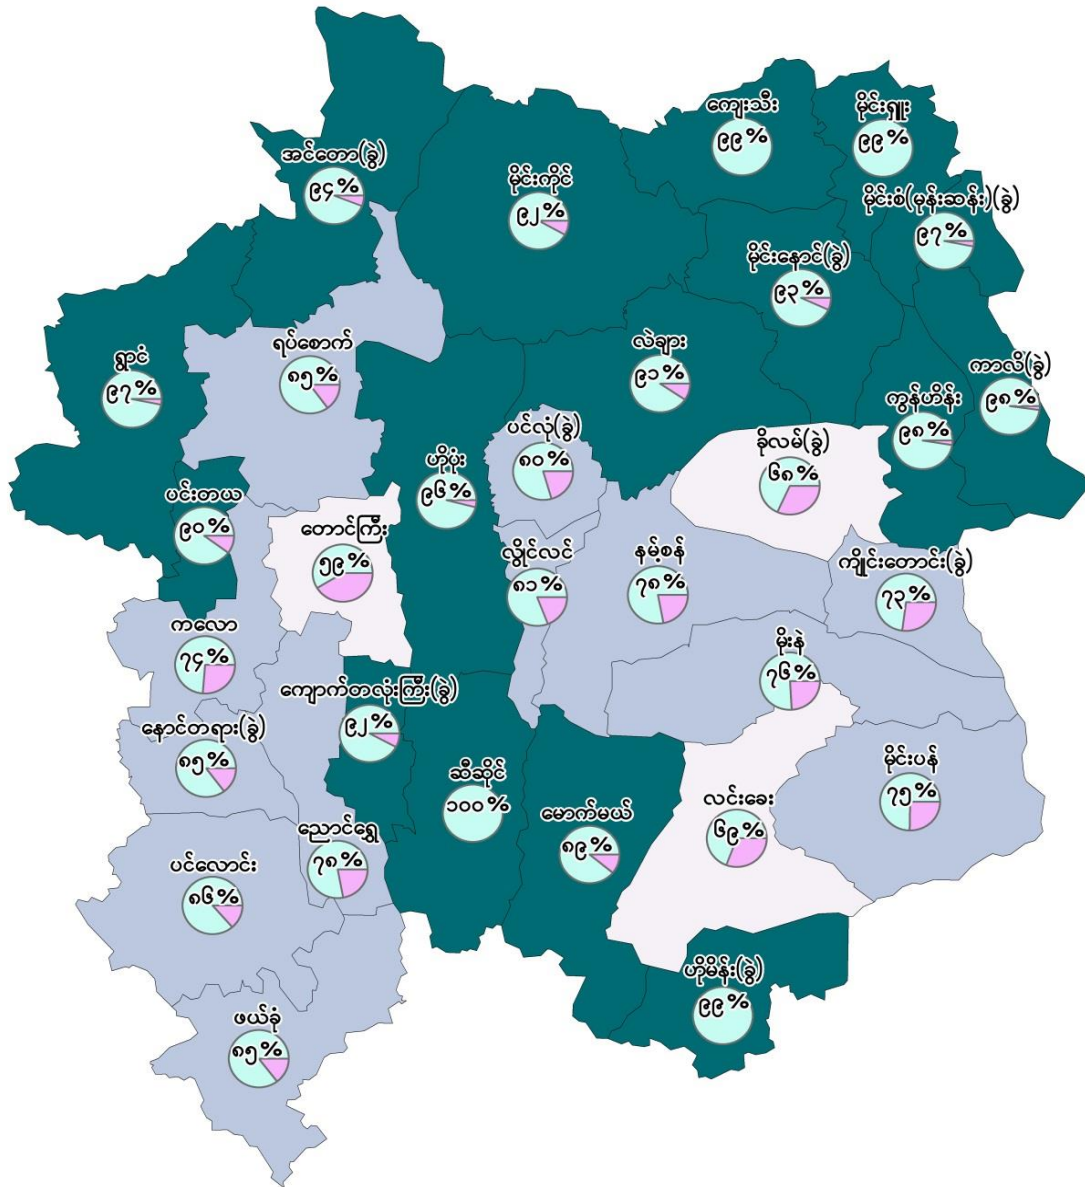 ကျေးသီး
၉၉%
မိုင်းရှူး
၉၉%
အင်တော(ခွဲ)
၉၄%
မိုင်းကိုင်
၉၂%
မိုင်းစံ(မုန်းဆန်း)(ခွဲ)
၉၇%
မိုင်းနောင်(ခွဲ)
၉၃%
ရပ်စောက်
၈၅%
လဲချား
၉၁%
ရွာငံ
၉၇%
ကာလိ(ခွဲ)
၉၈%
ကွန်ဟိန်း
၉၈%
ပင်လုံ(ခွဲ)
၈၀%
ခိုလမ်(ခွဲ)
၆၈%
ဟိုပုံး
၉၆%
ပင်းတယ
၉၀%
တောင်ကြီး
၅၉%
လွိုင်လင်
၈၁%
နမ့်စန်
၇၈%
ကျိုင်းတောင်း(ခွဲ)
၇၃%
ကလော
၇၄%
မိုးနဲ
၇၆%
ကျောက်တလုံးကြီး(ခွဲ)
၉၂%
နောင်တရား(ခွဲ)
၈၅%
ဆီဆိုင်
၁၀၀%
မိုင်းပန်
၇၅%
လင်းခေး
၆၉%
မောက်မယ်
၈၉%
ညောင်ရွှေ
၇၈%
ပင်လောင်း
၈၆%
ဟိုမိန်း(ခွဲ)
၉၉%
ဖယ်ခုံ
၈၅%